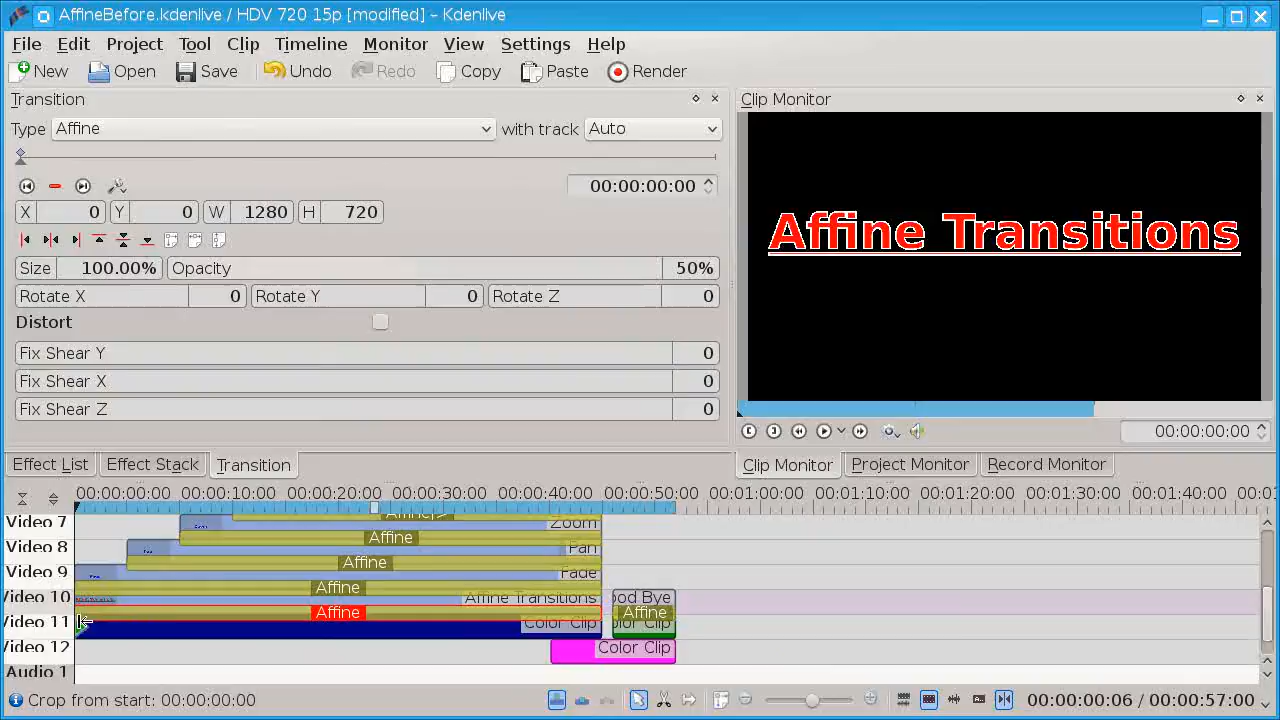 AffineBefore.kdenlive / HDV 720 15p [modified] – Kdenlive
File Edit Project Tool Clip Timeline Monitor View Settings Help
New Open Save Undo Redo Copy Paste Render
Transition
Clip Monitor
Type Affine with track Auto
00:00:00:00
X 0 Y 0 W 1280 H 720
Affine Transitions
Size 100.00% Opacity 50%
Rotate X 0 Rotate Y 0 Rotate Z 0
Distort
Fix Shear Y 0
Fix Shear X 0
Fix Shear Z 0
00:00:00:00
Effect List Effect Stack Transition
Clip Monitor Project Monitor Record Monitor
00:00:00:00 00:00:10:00 00:00:20:00 00:00:30:00 00:00:40:00 00:00:50:00 00:01:00:00 00:01:10:00 00:01:20:00 00:01:30:00 00:01:40:00
Video 7 Zoom
Affine
Video 8 Pan
Affine
Video 9 Fade
Affine
Video 10 Affine Transitions ood Bye
Affine Affine
Video 11 Color Clip olor Clip
Video 12 Color Clip
Audio 1
Crop from start: 00:00:00:00
00:00:00:06 / 00:00:57:00